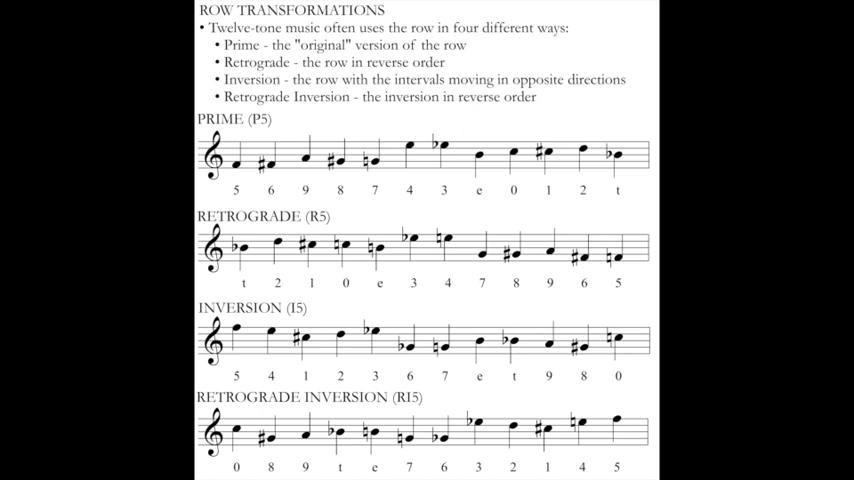 ROW TRANSFORMATIONS
• Twelve-tone music often uses the row in four different ways:
• Prime - the "original" version of the row
• Retrograde - the row in reverse order
• Inversion - the row with the intervals moving in opposite directions
• Retrograde Inversion - the inversion in reverse order
PRIME (P5)
5 6 9 8 7 4 3 e 0 1 2 t
RETROGRADE (R5)
t 2 1 0 e 3 4 7 8 9 6 5
INVERSION (I5)
5 4 1 2 3 6 7 e t 9 8 0
RETROGRADE INVERSION (RI5)
0 8 9 t e 7 6 3 2 1 4 5